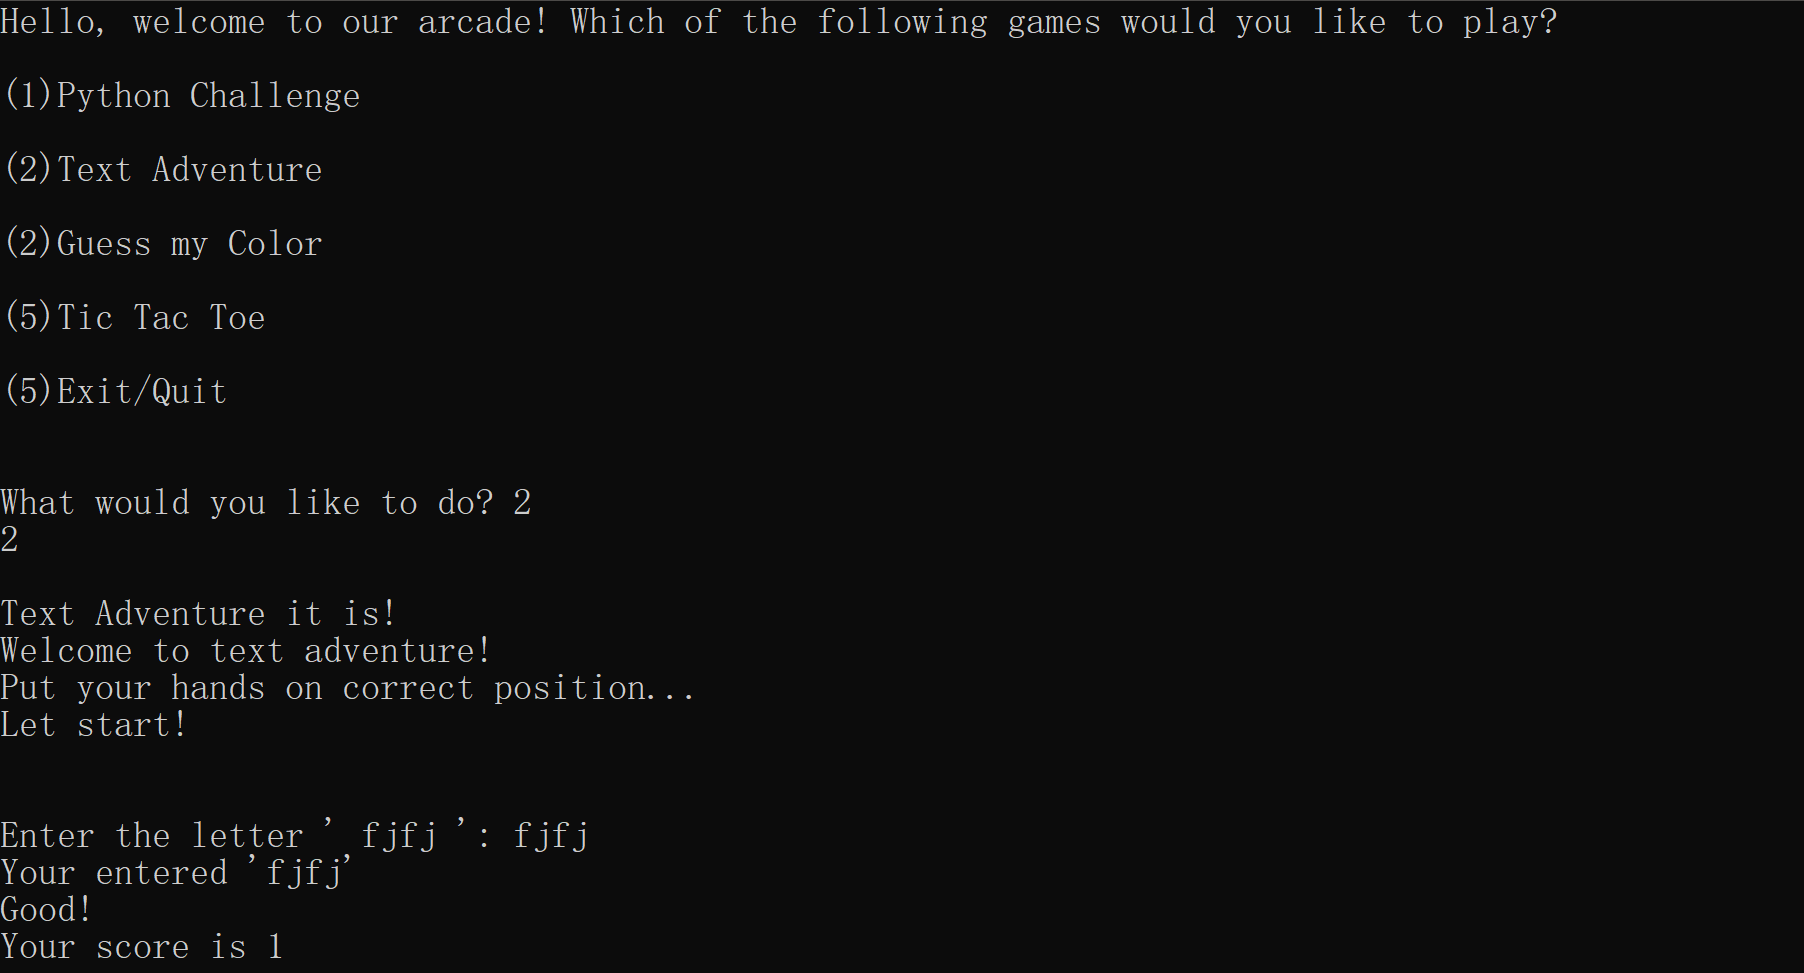 Hello, welcome to our arcade! Which of the following games would you like to play?
(1)Python Challenge
(2)Text Adventure
(2)Guess my Color
(5)Tic Tac Toe
(5)Exit/Quit
What would you like to do? 2
2
Text Adventure it is!
Welcome to text adventure!
Put your hands on correct position...
Let start!
Enter the letter ' fjfj ': fjfj
Your entered 'fjfj'
Good!
Your score is 1